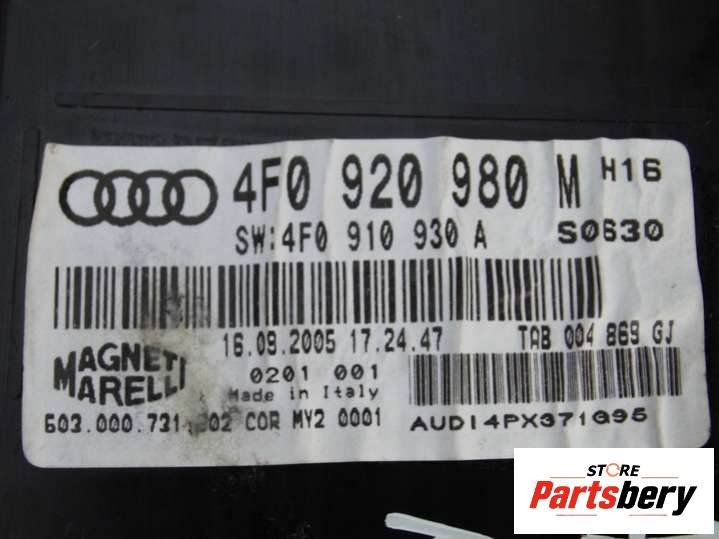 4F0 920 980 M H16
SW:4F0 910 930 A S0630
16.09.2005 17.24.47 TAB 004 869 GJ
MAGNETI MARELLI
0201 001
Made in Italy
603.000.731.002 COR MY2 0001
AUDI4PX371G95
STORE
Partsbery